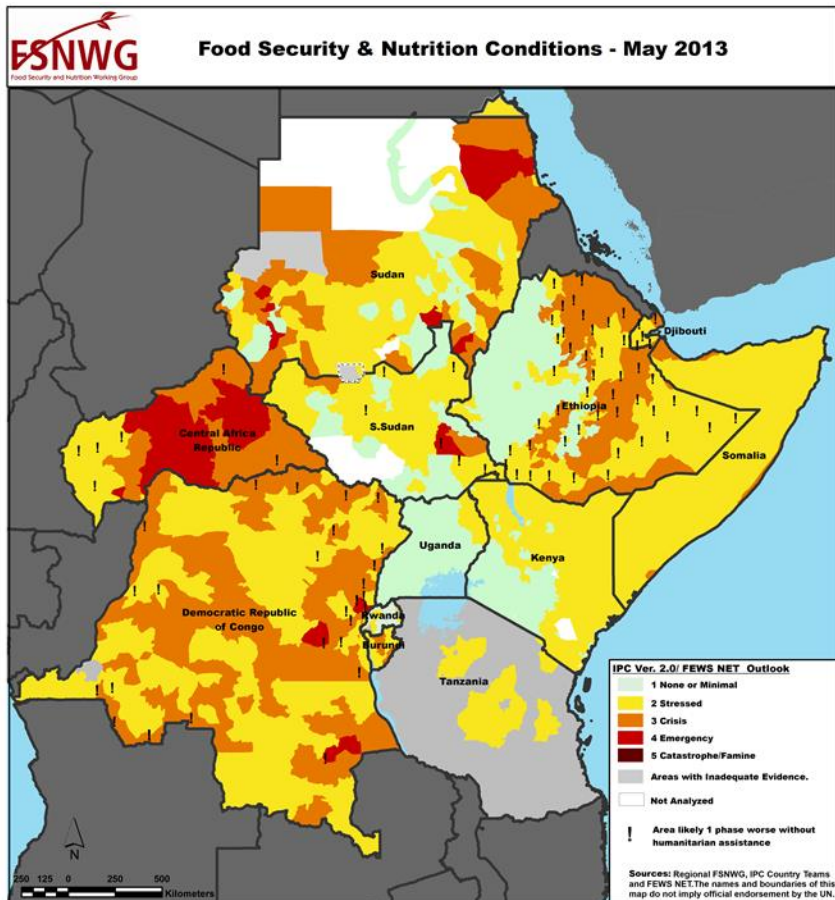 FSNWG
Food Security and Nutrition Working Group
Food Security & Nutrition Conditions - May 2013
Sudan
Djibouti
Ethiopia
S.Sudan
Central Africa
Republic
Somalia
Uganda
Kenya
Democratic Republic
of Congo
Rwanda
Burundi
Tanzania
IPC Ver. 2.0/ FEWS NET Outlook
1 None or Minimal
2 Stressed
3 Crisis
4 Emergency
5 Catastrophe/Famine
Areas with Inadequate Evidence.
Not Analyzed
! Area likely 1 phase worse without
humanitarian assistance
N
250 125 0 250 500
Kilometers
Sources: Regional FSNWG, IPC Country Teams
and FEWS NET.The names and boundaries of this
map do not imply official endorsement by the UN.